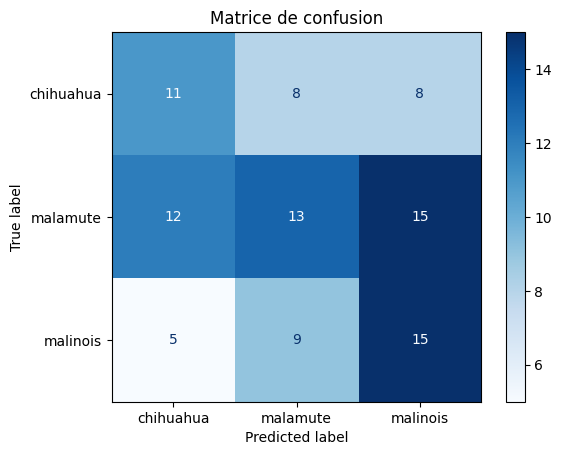 Matrice de confusion
True label
chihuahua
11 8 8
malamute
12 13 15
malinois
5 9 15
chihuahua malamute malinois
Predicted label
14
12
10
8
6